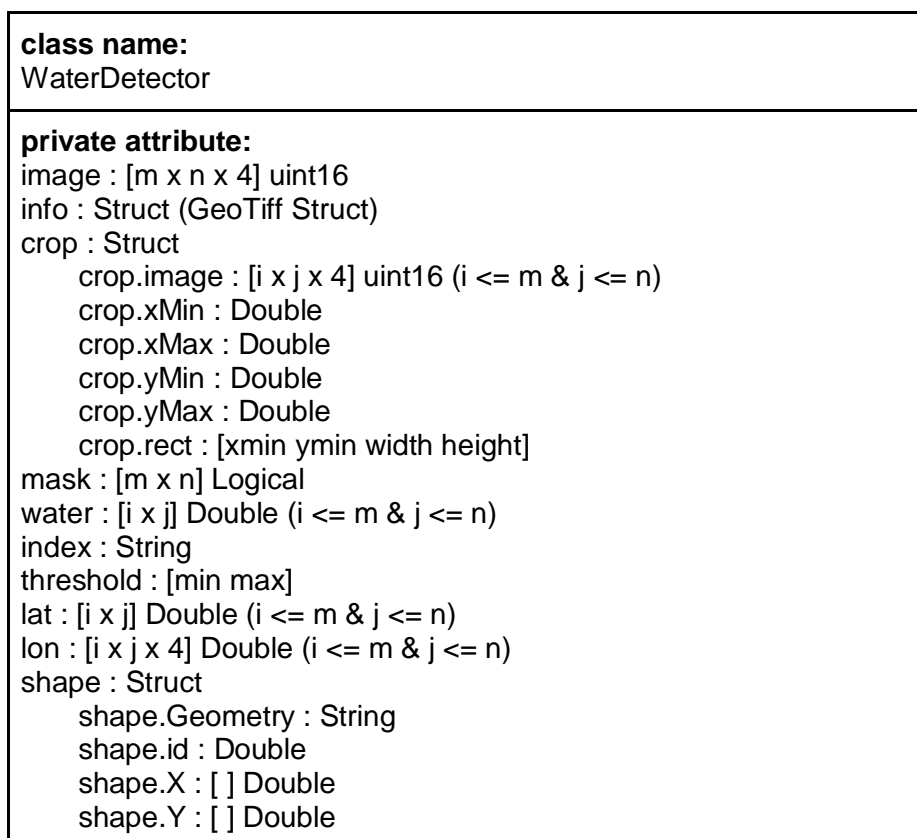 class name:
WaterDetector
private attribute:
image : [m x n x 4] uint16
info : Struct (GeoTiff Struct)
crop : Struct
crop.image : [i x j x 4] uint16 (i <= m & j <= n)
crop.xMin : Double
crop.xMax : Double
crop.yMin : Double
crop.yMax : Double
crop.rect : [xmin ymin width height]
mask : [m x n] Logical
water : [i x j] Double (i <= m & j <= n)
index : String
threshold : [min max]
lat : [i x j] Double (i <= m & j <= n)
lon : [i x j x 4] Double (i <= m & j <= n)
shape : Struct
shape.Geometry : String
shape.id : Double
shape.X : [ ] Double
shape.Y : [ ] Double